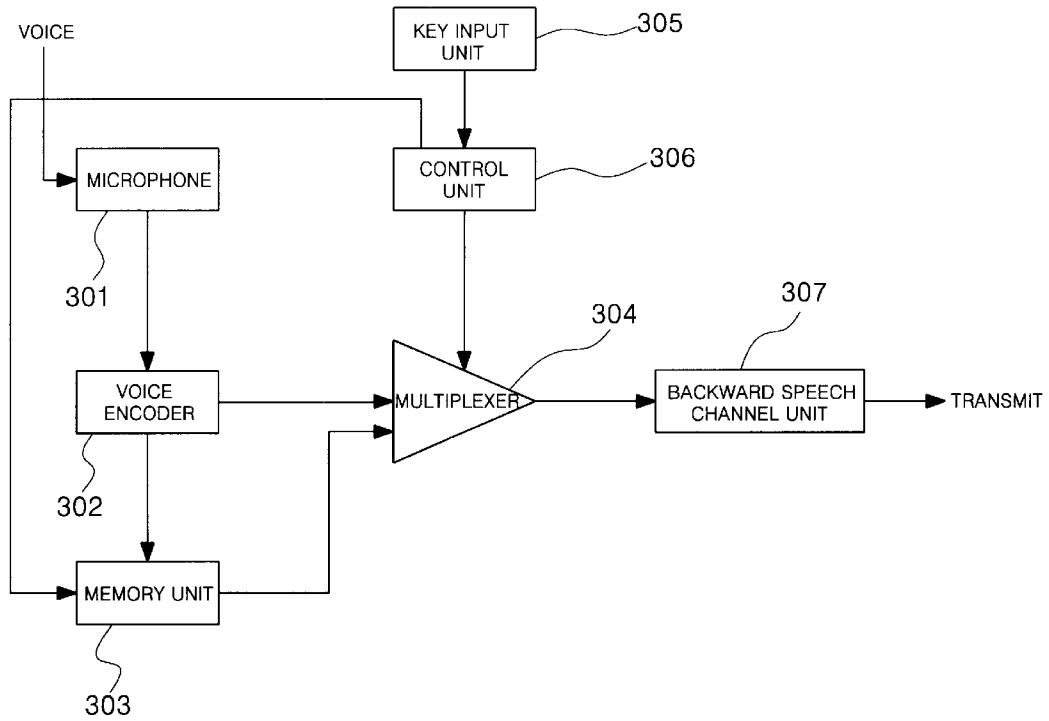 VOICE
KEY INPUT
UNIT
305
MICROPHONE
301
CONTROL
UNIT
306
304
307
VOICE
ENCODER
302
MULTIPLEXER
BACKWARD SPEECH
CHANNEL UNIT
TRANSMIT
MEMORY UNIT
303